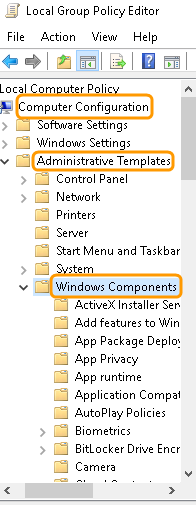 Local Group Policy Editor
File Action View Help
Local Computer Policy
Computer Configuration
Software Settings
Windows Settings
Administrative Templates
Control Panel
Network
Printers
Server
Start Menu and Taskbar
System
Windows Components
ActiveX Installer Ser
Add features to Win
App Package Deploy
App Privacy
App runtime
Application Compat
AutoPlay Policies
Biometrics
BitLocker Drive Encr
Camera